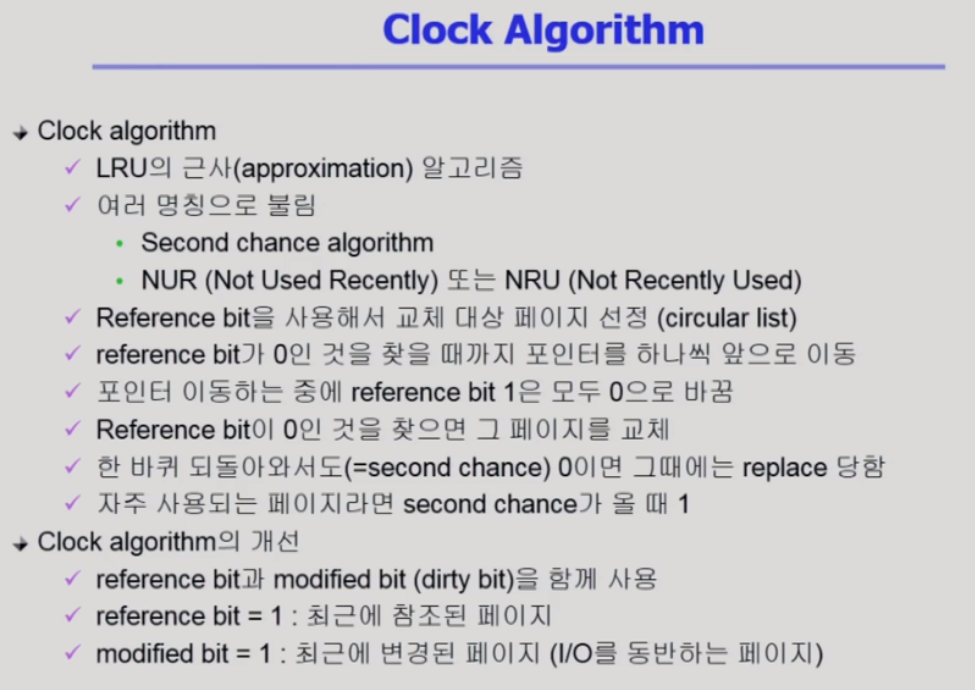 Clock Algorithm
Clock algorithm
LRU의 근사(approximation) 알고리즘
여러 명칭으로 불림
Second chance algorithm
NUR (Not Used Recently) 또는 NRU (Not Recently Used)
Reference bit을 사용해서 교체 대상 페이지 선정 (circular list)
reference bit가 0인 것을 찾을 때까지 포인터를 하나씩 앞으로 이동
포인터 이동하는 중에 reference bit 1은 모두 0으로 바꿈
Reference bit이 0인 것을 찾으면 그 페이지를 교체
한 바퀴 되돌아와서도(=second chance) 0이면 그때에는 replace 당함
자주 사용되는 페이지라면 second chance가 올 때 1
Clock algorithm의 개선
reference bit과 modified bit (dirty bit)을 함께 사용
reference bit = 1 : 최근에 참조된 페이지
modified bit = 1 : 최근에 변경된 페이지 (I/O를 동반하는 페이지)